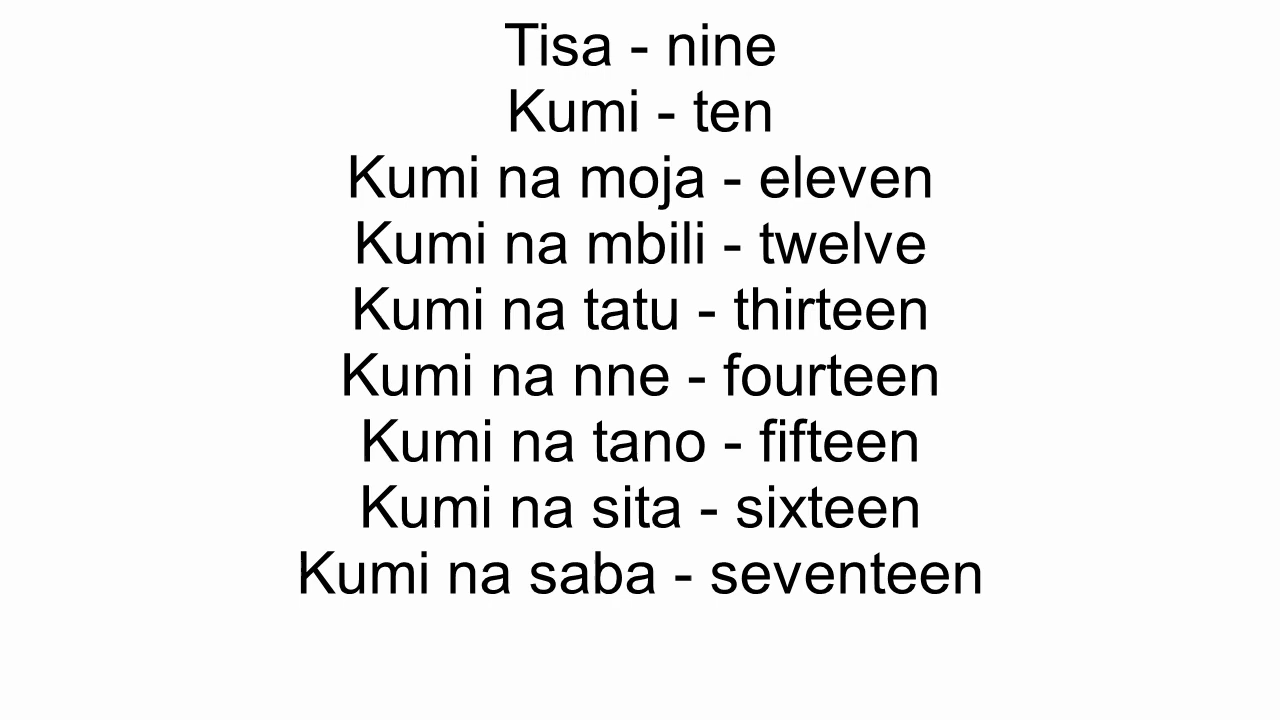 Tisa - nine
Kumi - ten
Kumi na moja - eleven
Kumi na mbili - twelve
Kumi na tatu - thirteen
Kumi na nne - fourteen
Kumi na tano - fifteen
Kumi na sita - sixteen
Kumi na saba - seventeen